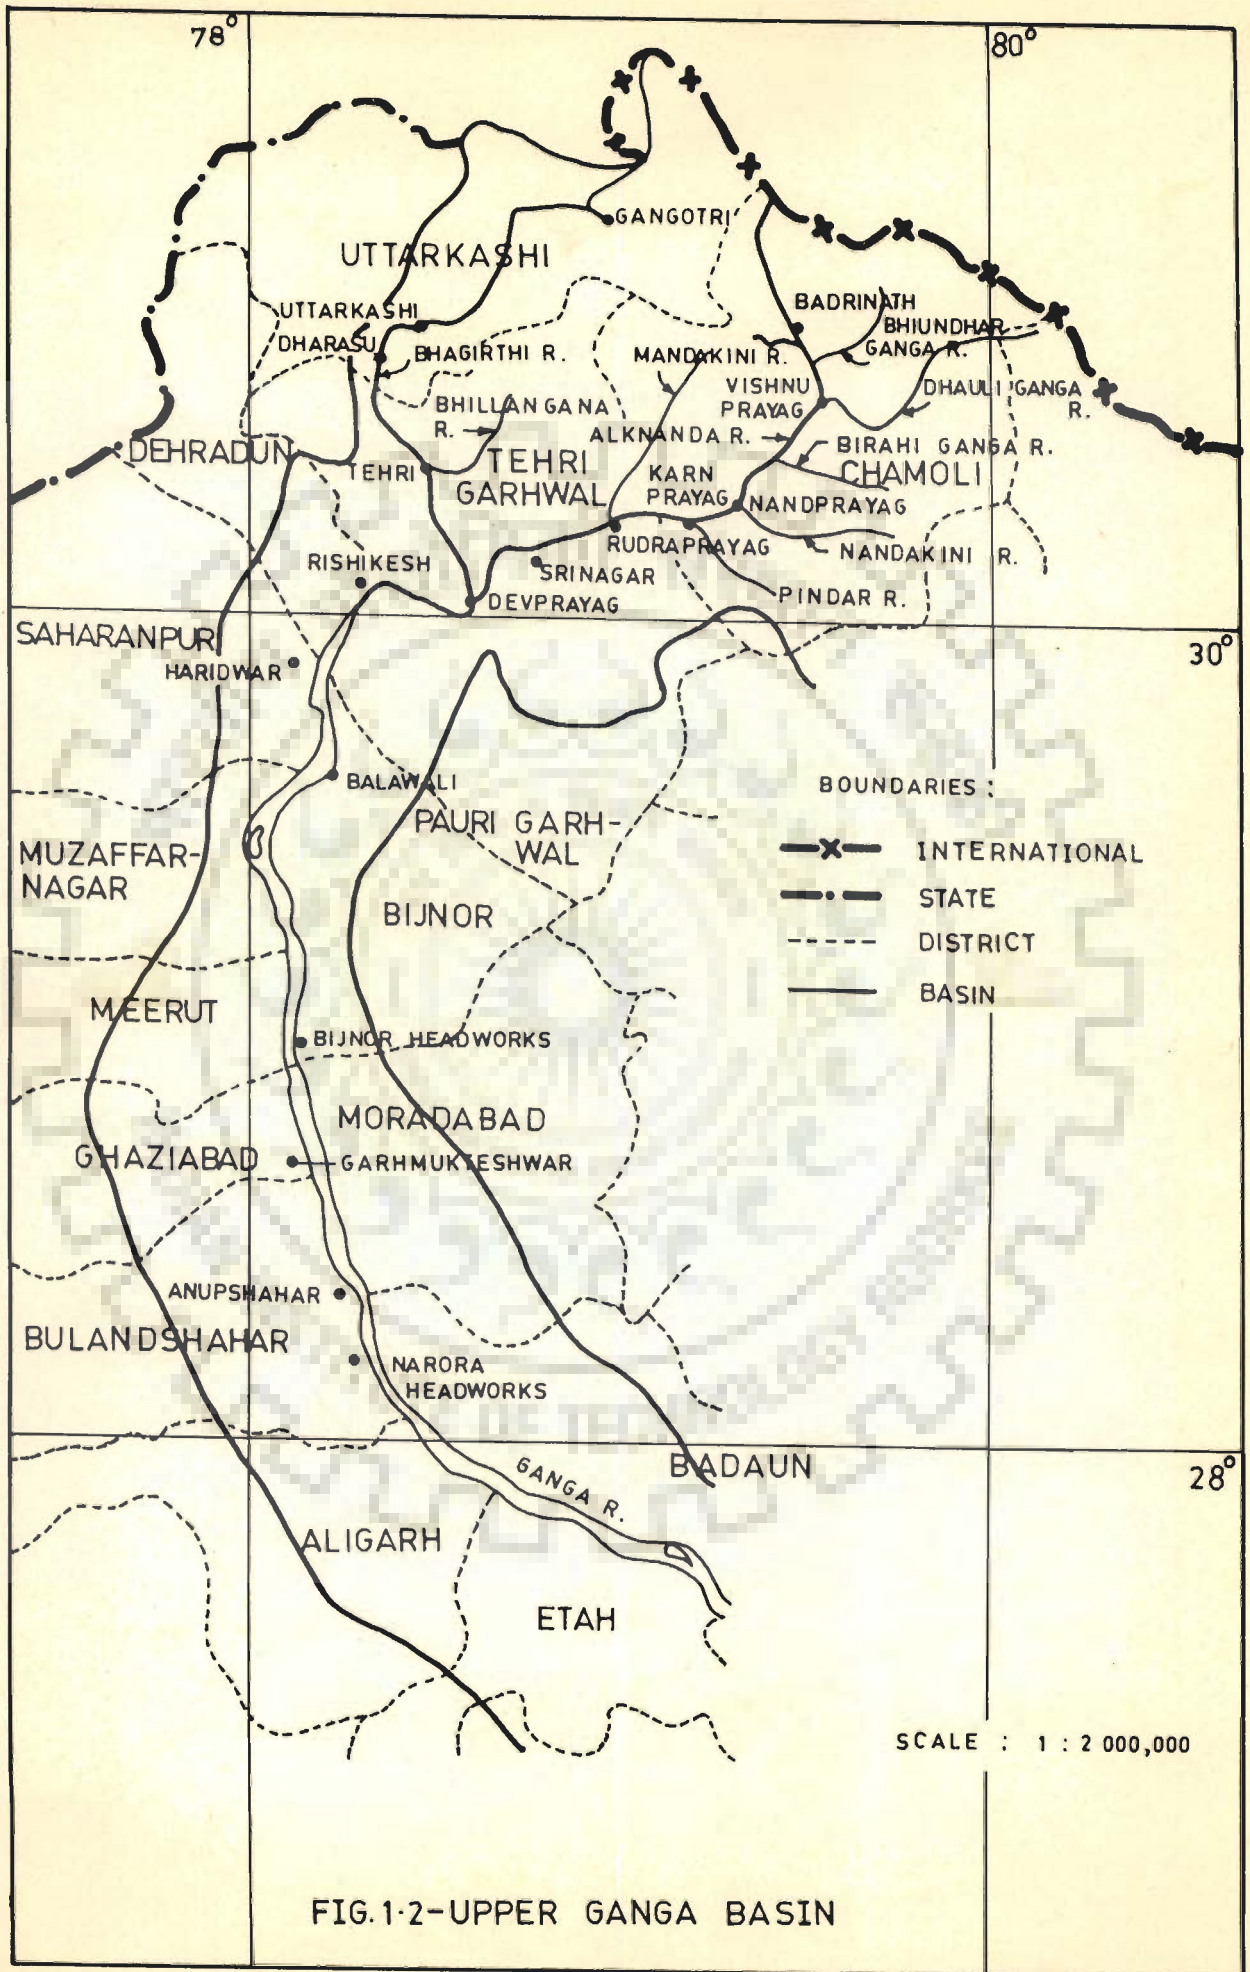 78°
80°
GANGOTRI
UTTARKASHI
UTTARKASHI
BADRINATH
BHIUNDHAR
GANGA R.
DHARASU
BHAGIRTHI R.
MANDAKINI R.
VISHNU
PRAYAG
DHAULI GANGA
R.
BHILLANGANA
R.
ALKNANDA R.
BIRAHI GANGA R.
DEHRADUN
TEHRI
TEHRI
GARHWAL
KARN
PRAYAG
CHAMOLI
NANDPRAYAG
RUDRAPRAYAG
NANDAKINI R.
RISHIKESH
SRINAGAR
DEVPRAYAG
PINDAR R.
SAHARANPUR
30°
HARIDWAR
BALAWALI
BOUNDARIES :
PAURI GARH-
WAL
MUZAFFAR-
NAGAR
INTERNATIONAL
STATE
BIJNOR
DISTRICT
BASIN
MEERUT
BIJNOR HEADWORKS
MORADABAD
GHAZIABAD
GARHMUKTESHWAR
ANUPSHAHAR
BULANDSHAHAR
NARORA
HEADWORKS
GANGA R.
BADAUN
28°
ALIGARH
ETAH
SCALE : 1 : 2 000,000
FIG.1·2-UPPER GANGA BASIN